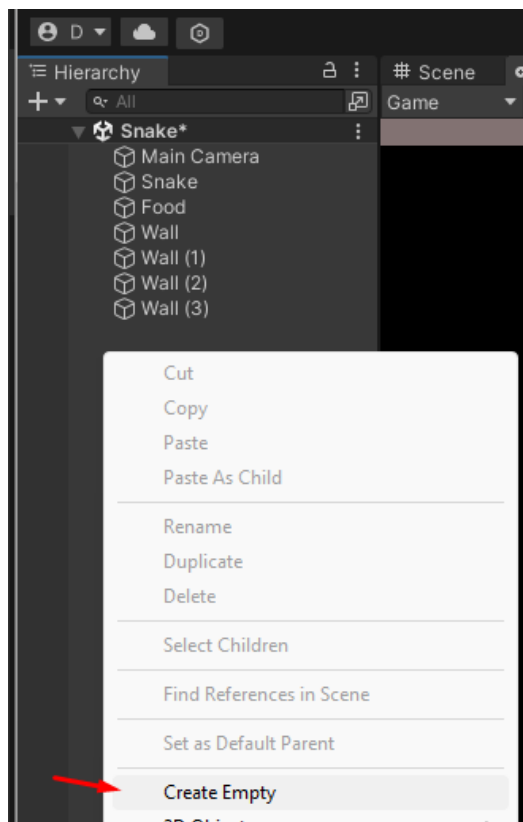 D
Hierarchy
# Scene
All
Game
Snake*
Main Camera
Snake
Food
Wall
Wall (1)
Wall (2)
Wall (3)
Cut
Copy
Paste
Paste As Child
Rename
Duplicate
Delete
Select Children
Find References in Scene
Set as Default Parent
Create Empty